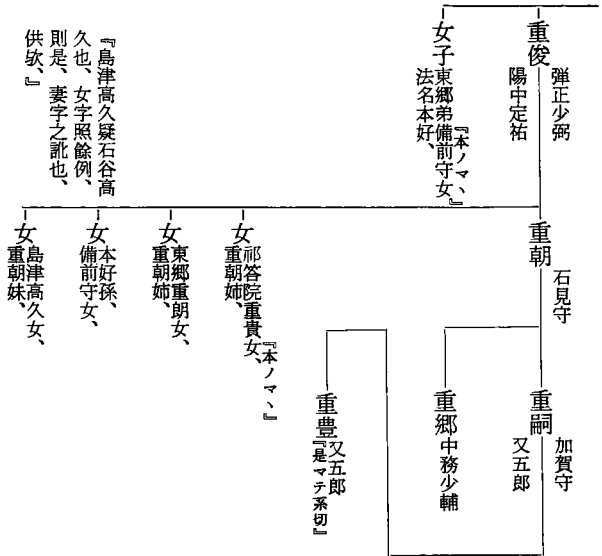 重俊
弾正少弼
陽中定祐
女子
『本ノマヽ』
東郷弟備前守女、
法名本好、
重朝
石見守
女
祁答院重貴女、
『本ノマヽ』
重朝姉、
女
東郷重朗女、
重朝姉、
女
本好孫、
備前守女、
女
島津高久女、
重朝妹、
『島津高久疑石谷高
久也、女字照餘例、
則是、妻字之訛也、
供欤、』
重嗣
加賀守
又五郎
重郷
中務少輔
重豊
又五郎
『是マテ系切』